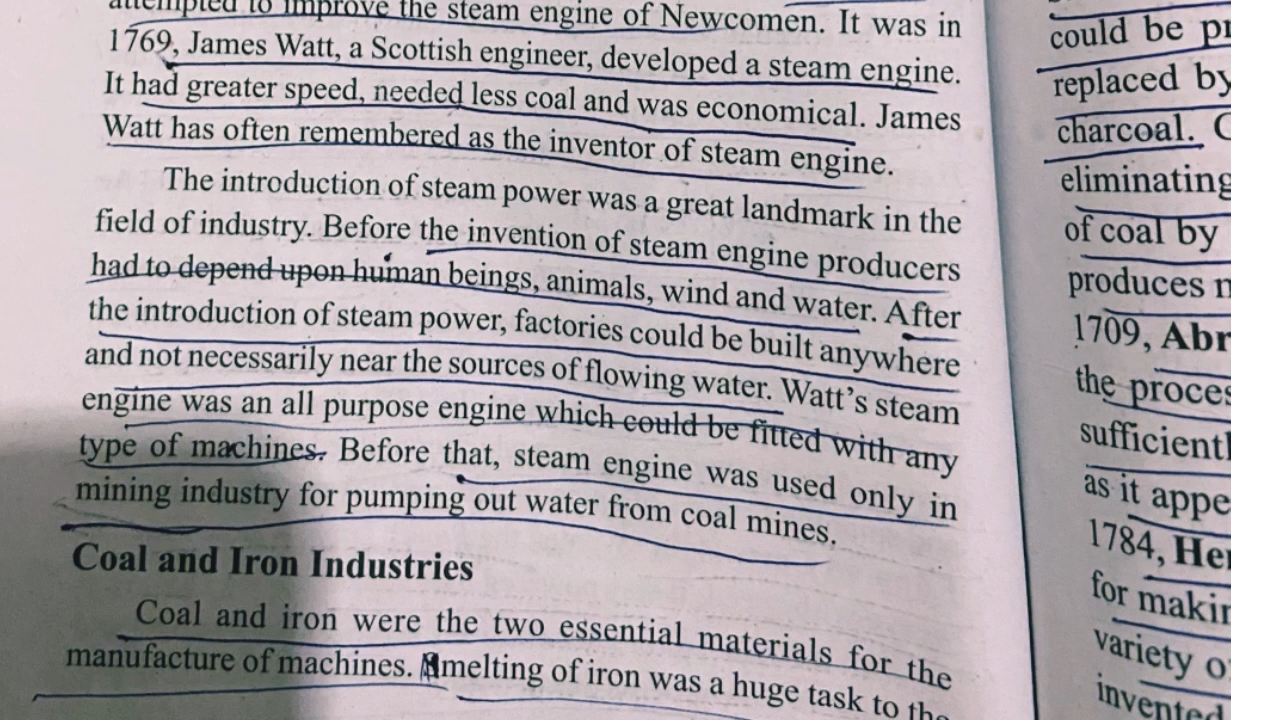 attempted to improve the steam engine of Newcomen. It was in
1769, James Watt, a Scottish engineer, developed a steam engine.
It had greater speed, needed less coal and was economical. James
Watt has often remembered as the inventor of steam engine.
The introduction of steam power was a great landmark in the
field of industry. Before the invention of steam engine producers
had to depend upon human beings, animals, wind and water. After
the introduction of steam power, factories could be built anywhere
and not necessarily near the sources of flowing water. Watt's steam
engine was an all purpose engine which could be fitted with any
type of machines. Before that, steam engine was used only in
mining industry for pumping out water from coal mines.
Coal and Iron Industries
Coal and iron were the two essential materials for the
manufacture of machines. melting of iron was a huge task to the
could be
replaced by
charcoal.
eliminating
of coal by
produces
1709, Abr
the proces
sufficientl
as it appe
1784, Her
for makin
variety
invented